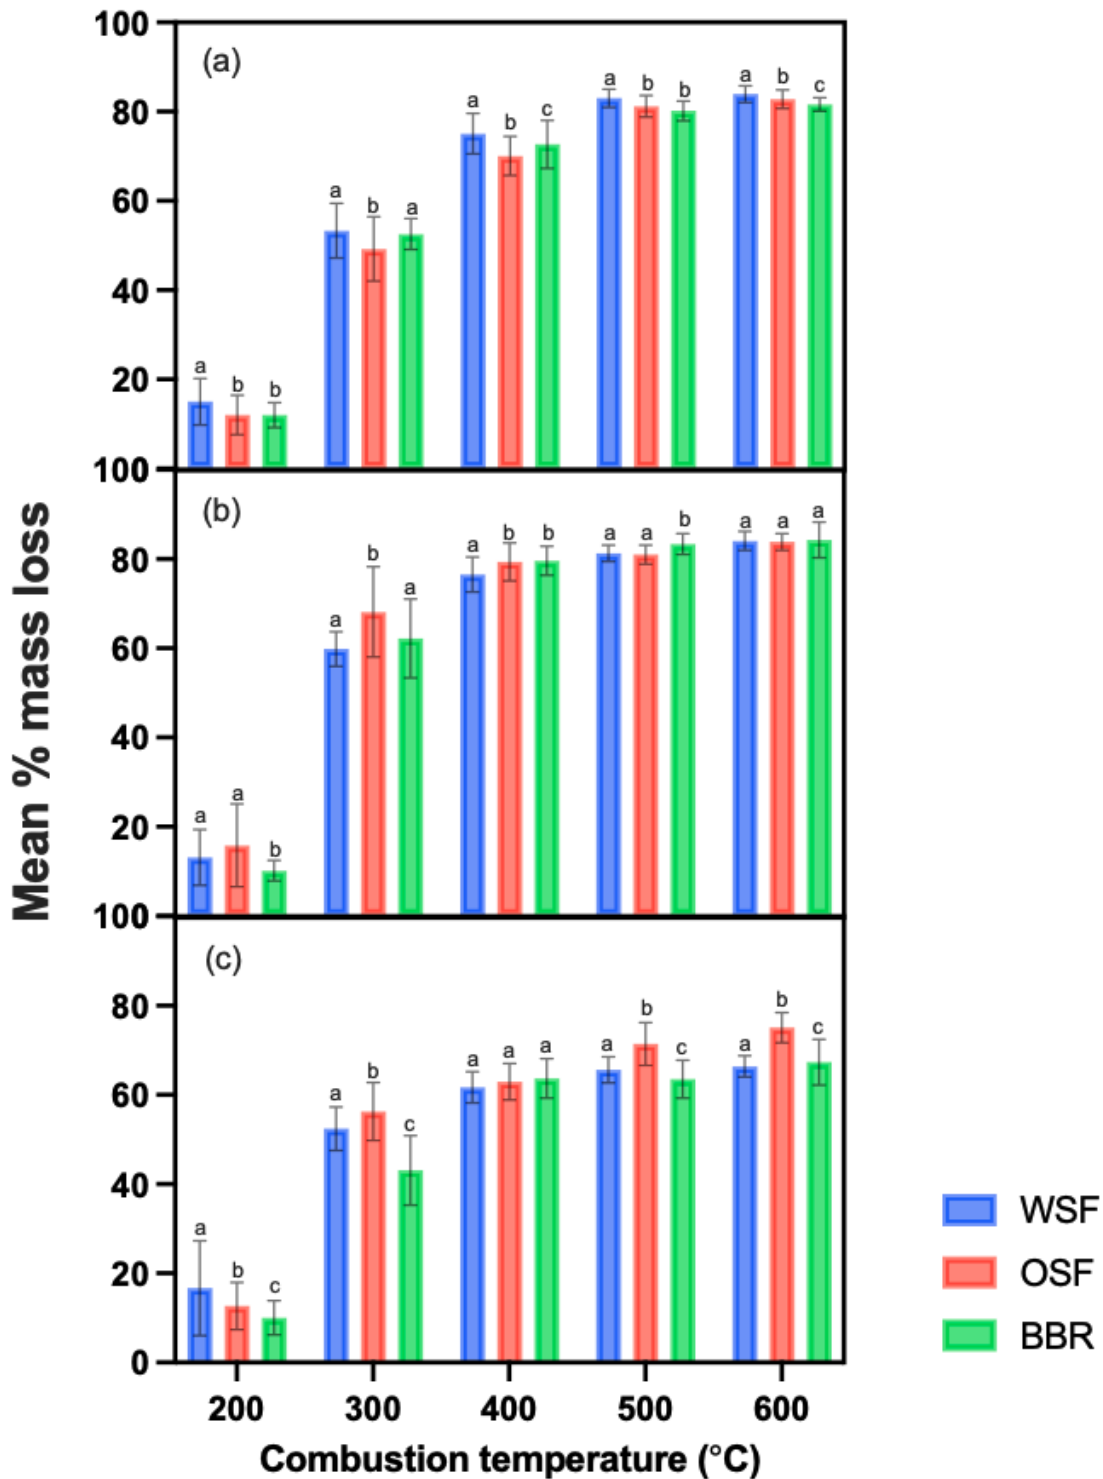 Mean % mass loss
100
(a)
a b b a b a a b c a b b a b c
80
60
40
20
100
(b)
a a b a b a a b b a a b a a a
80
60
40
20
100
(c)
a b c a b c a a a a b c a b c
80
60
40
20
0
200 300 400 500 600
Combustion temperature (°C)
WSF
OSF
BBR